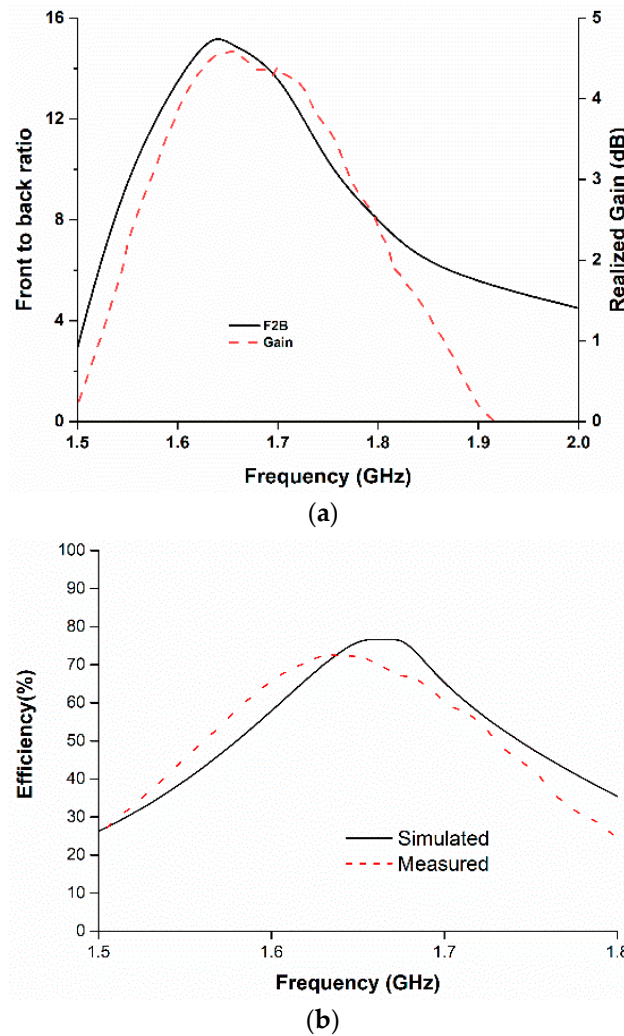 16
5
12
4
8
3
2
4
1
0
0
Front to back ratio
Realized Gain (dB)
F2B
Gain
1.5
1.6
1.7
1.8
1.9
2.0
Frequency (GHz)
(a)
100
90
80
70
60
50
40
30
20
10
0
Efficiency(%)
Simulated
Measured
1.5
1.6
1.7
1.8
Frequency (GHz)
(b)